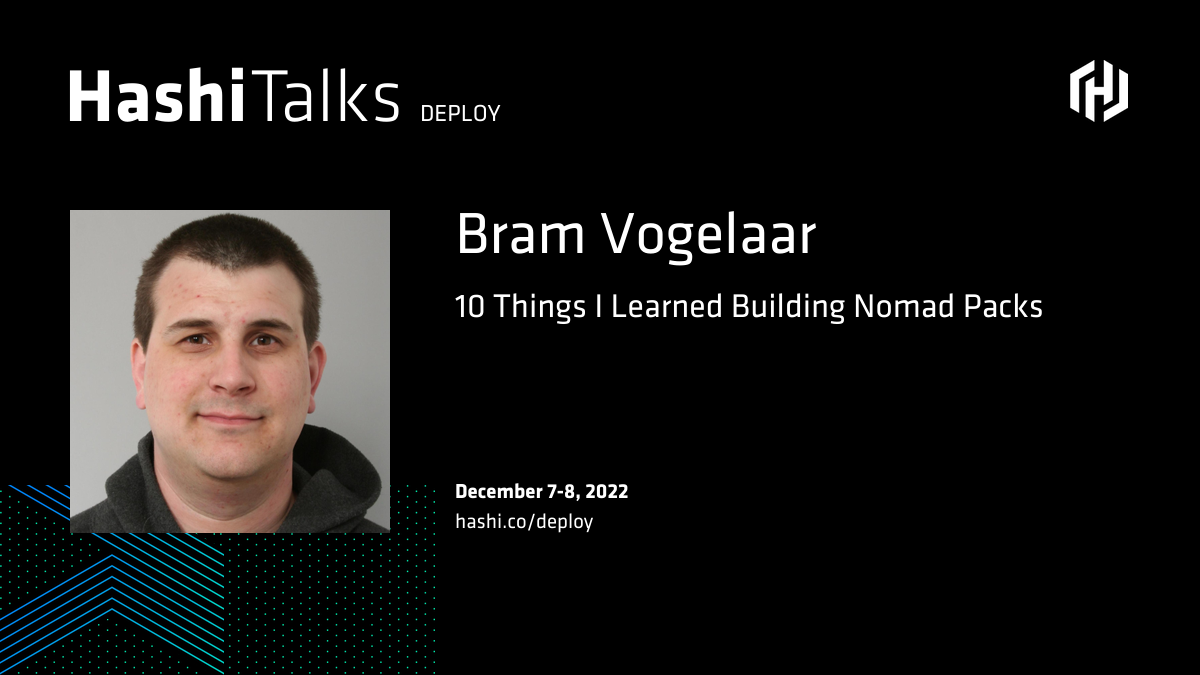 HashiTalks DEPLOY
Bram Vogelaar
10 Things I Learned Building Nomad Packs
December 7-8, 2022
hashi.co/deploy